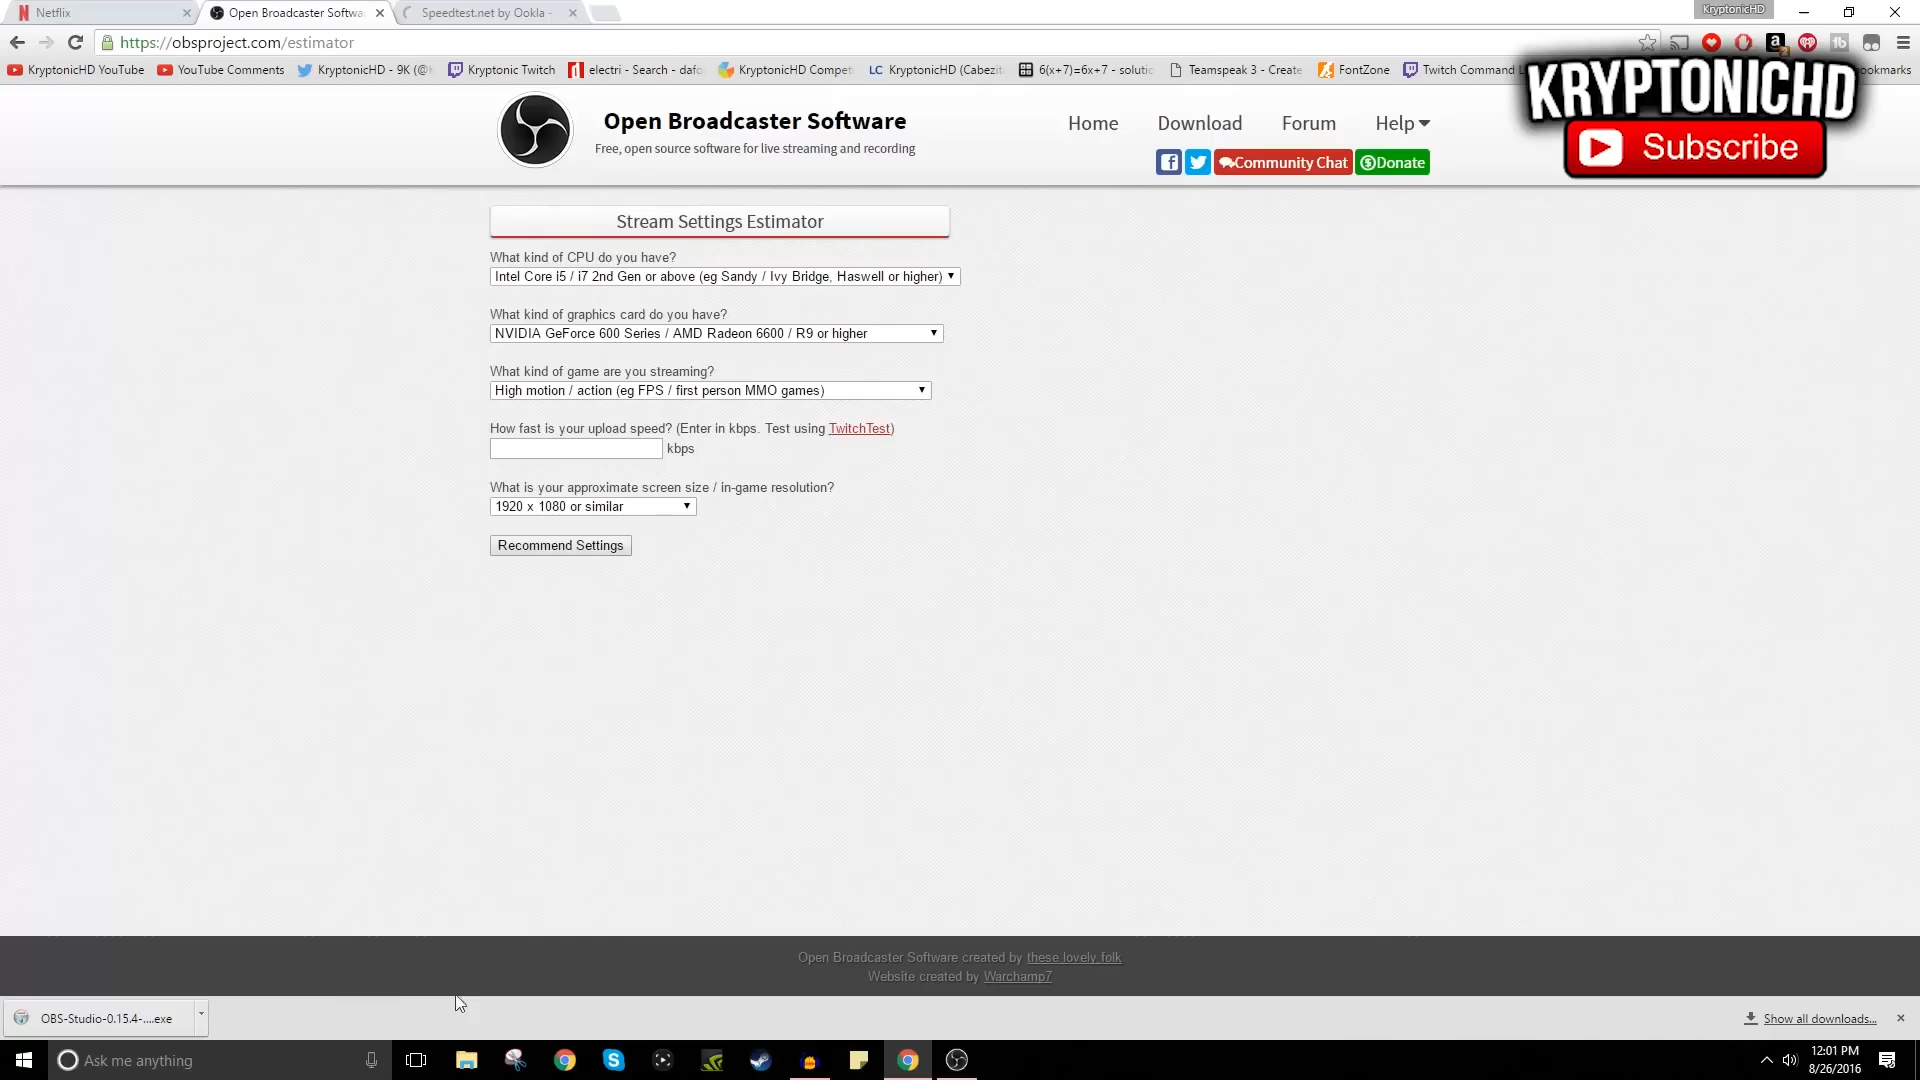 Netflix
Open Broadcaster Softwa
Speedtest.net by Ookla -
KryptonicHD
https://obsproject.com/estimator
KryptonicHD YouTube
YouTube Comments
KryptonicHD - 9K (@
Kryptonic Twitch
electri - Search - dafo
KryptonicHD Compet
LC KryptonicHD (Cabezit
6(x+7)=6x+7 - solutio
Teamspeak 3 - Create
FontZone
Twitch Command L
ookmarks
KRYPTONICHD
Subscribe
Open Broadcaster Software
Free, open source software for live streaming and recording
Home
Download
Forum
Help
Community Chat
Donate
Stream Settings Estimator
What kind of CPU do you have?
Intel Core i5 / i7 2nd Gen or above (eg Sandy / Ivy Bridge, Haswell or higher)
What kind of graphics card do you have?
NVIDIA GeForce 600 Series / AMD Radeon 6600 / R9 or higher
What kind of game are you streaming?
High motion / action (eg FPS / first person MMO games)
How fast is your upload speed? (Enter in kbps. Test using TwitchTest)
kbps
What is your approximate screen size / in-game resolution?
1920 x 1080 or similar
Recommend Settings
Open Broadcaster Software created by these lovely folk
Website created by Warchamp7
OBS-Studio-0.15.4-....exe
Show all downloads...
Ask me anything
12:01 PM
8/26/2016